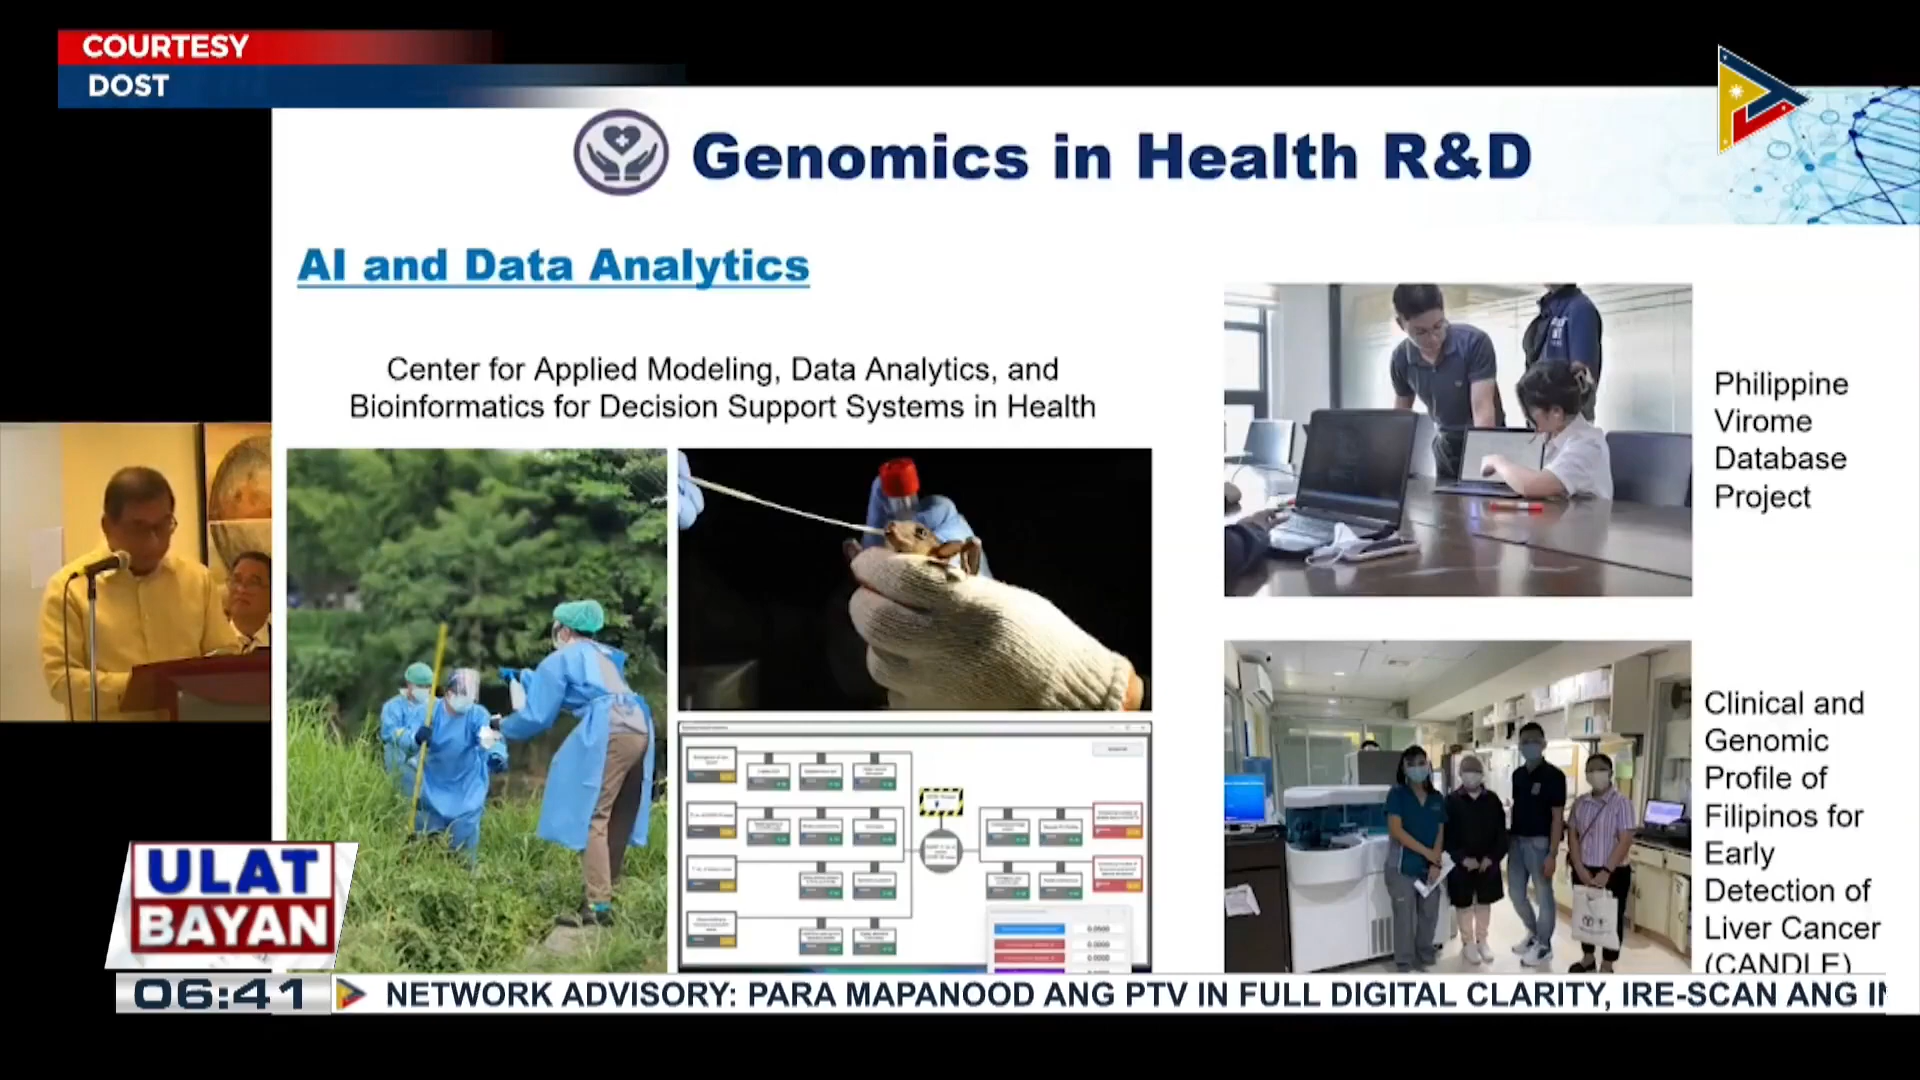 COURTESY
DOST
Genomics in Health R&D
AI and Data Analytics
Center for Applied Modeling, Data Analytics, and
Bioinformatics for Decision Support Systems in Health
Philippine
Virome
Database
Project
Clinical and
Genomic
Profile of
Filipinos for
Early
Detection of
Liver Cancer
(CANDLE)
ULAT
BAYAN
06:41
NETWORK ADVISORY: PARA MAPANOOD ANG PTV IN FULL DIGITAL CLARITY, IRE-SCAN ANG